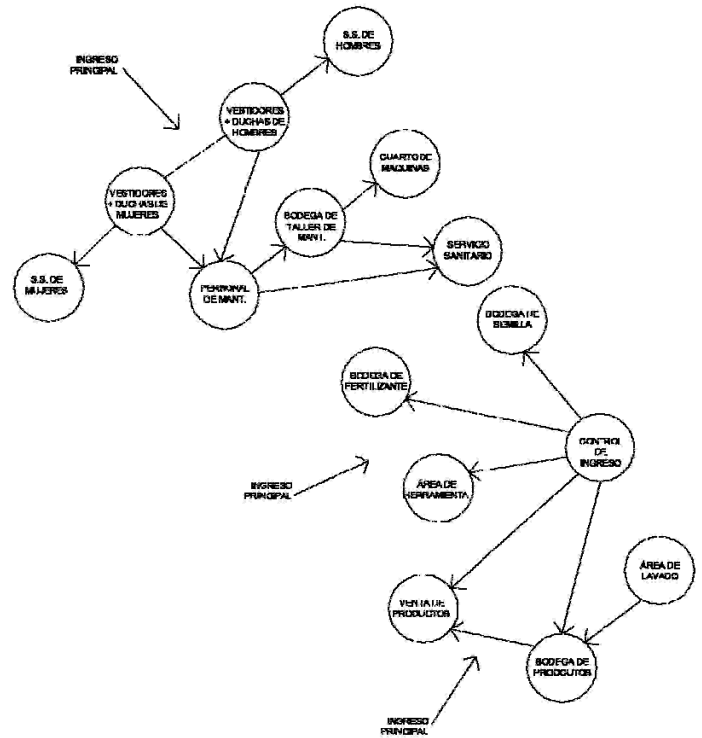 S.S. DE
HOMBRES
INGRESO
PRINCIPAL
VESTIDORES
+ DUCHAS DE
HOMBRES
CUARTO DE
MAQUINAS
VESTIDORES
+ DUCHAS DE
MUJERES
BODEGA DE
TALLER DE
MANT.
SERVICIO
SANITARIO
S.S. DE
MUJERES
PERSONAL
DE MANT.
BODEGA DE
SEMILLA
BODEGA DE
FERTILIZANTE
CONTROL
DE
INGRESO
INGRESO
PRINCIPAL
ÁREA DE
HERRAMIENTA
ÁREA DE
LAVADO
VENTA DE
PRODUCTOS
BODEGA DE
PRODCUTOS
INGRESO
PRINCIPAL